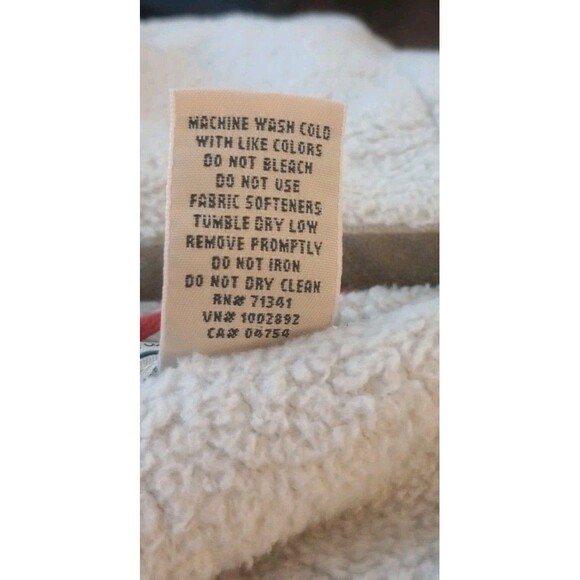 MACHINE WASH COLD
WITH LIKE COLORS
DO NOT BLEACH
DO NOT USE
FABRIC SOFTENERS
TUMBLE DRY LOW
REMOVE PROMPTLY
DO NOT IRON
DO NOT DRY CLEAN
RN# 71341
VN# 1002892
CA# 04754